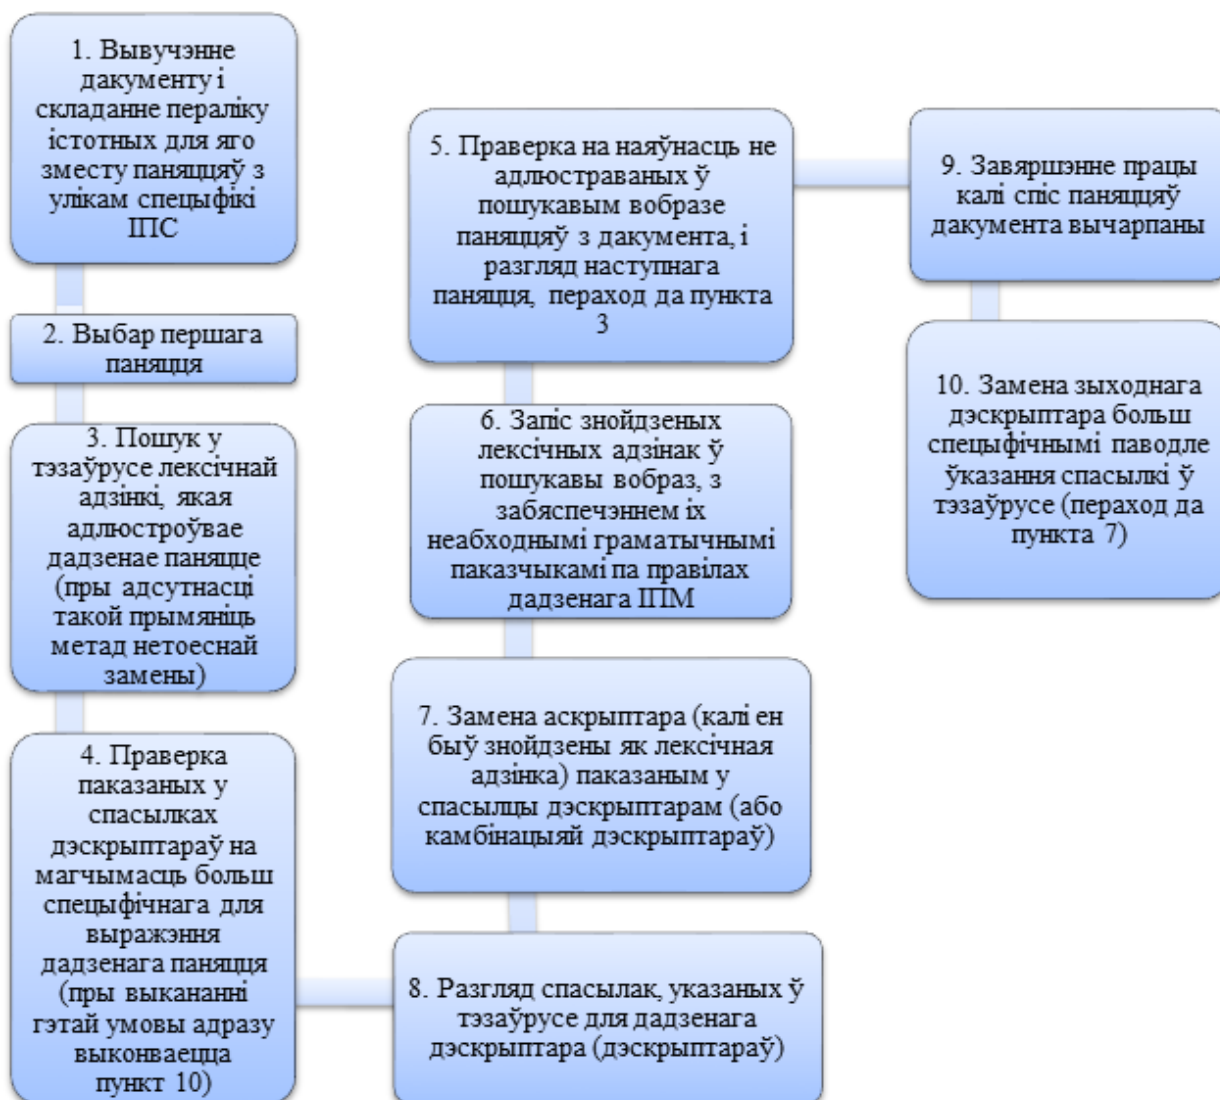 1. Вывучэнне
дакументу і
складанне пераліку
істотных для яго
зместу паняццяў з
улікам спецыфікі
ІПС
2. Выбар першага
паняцця
3. Пошук у
тэзаўрусе лексічнай
адзінкі, якая
адлюстроўвае
дадзенае паняцце
(пры адсутнасці
такой прымяніць
метад нетоеснай
замены)
4. Праверка
паказаных у
спасылках
дэскрыптараў на
магчымасць больш
спецыфічнага для
выражэння
дадзенага паняцця
(пры выкананні
гэтай умовы адразу
выконваецца
пункт 10)
5. Праверка на наяўнасць не
адлюстраваных ў
пошукавым вобразе
паняццяў з дакумента, і
разгляд наступнага
паняцця, пераход да пункта
3
6. Запіс знойдзеных
лексічных адзінак ў
пошукавы вобраз, з
забяспечэннем іх
неабходнымі граматычнымі
паказчыкамі па правілах
дадзенага ІПМ
7. Замена аскрыптара (калі ен
быў знойдзены як лексічная
адзінка) паказаным у
спасылцы дэскрыптарам (або
камбінацыяй дэскрыптараў)
8. Разгляд спасылак, указаных ў
тэзаўрусе для дадзенага
дэскрыптара (дэскрыптараў)
9. Завяршэнне працы
калі спіс паняццяў
дакумента вычарпаны
10. Замена зыходнага
дэскрыптара больш
спецыфічнымі паводле
ўказання спасылкі ў
тэзаўрусе (пераход да
пункта 7)